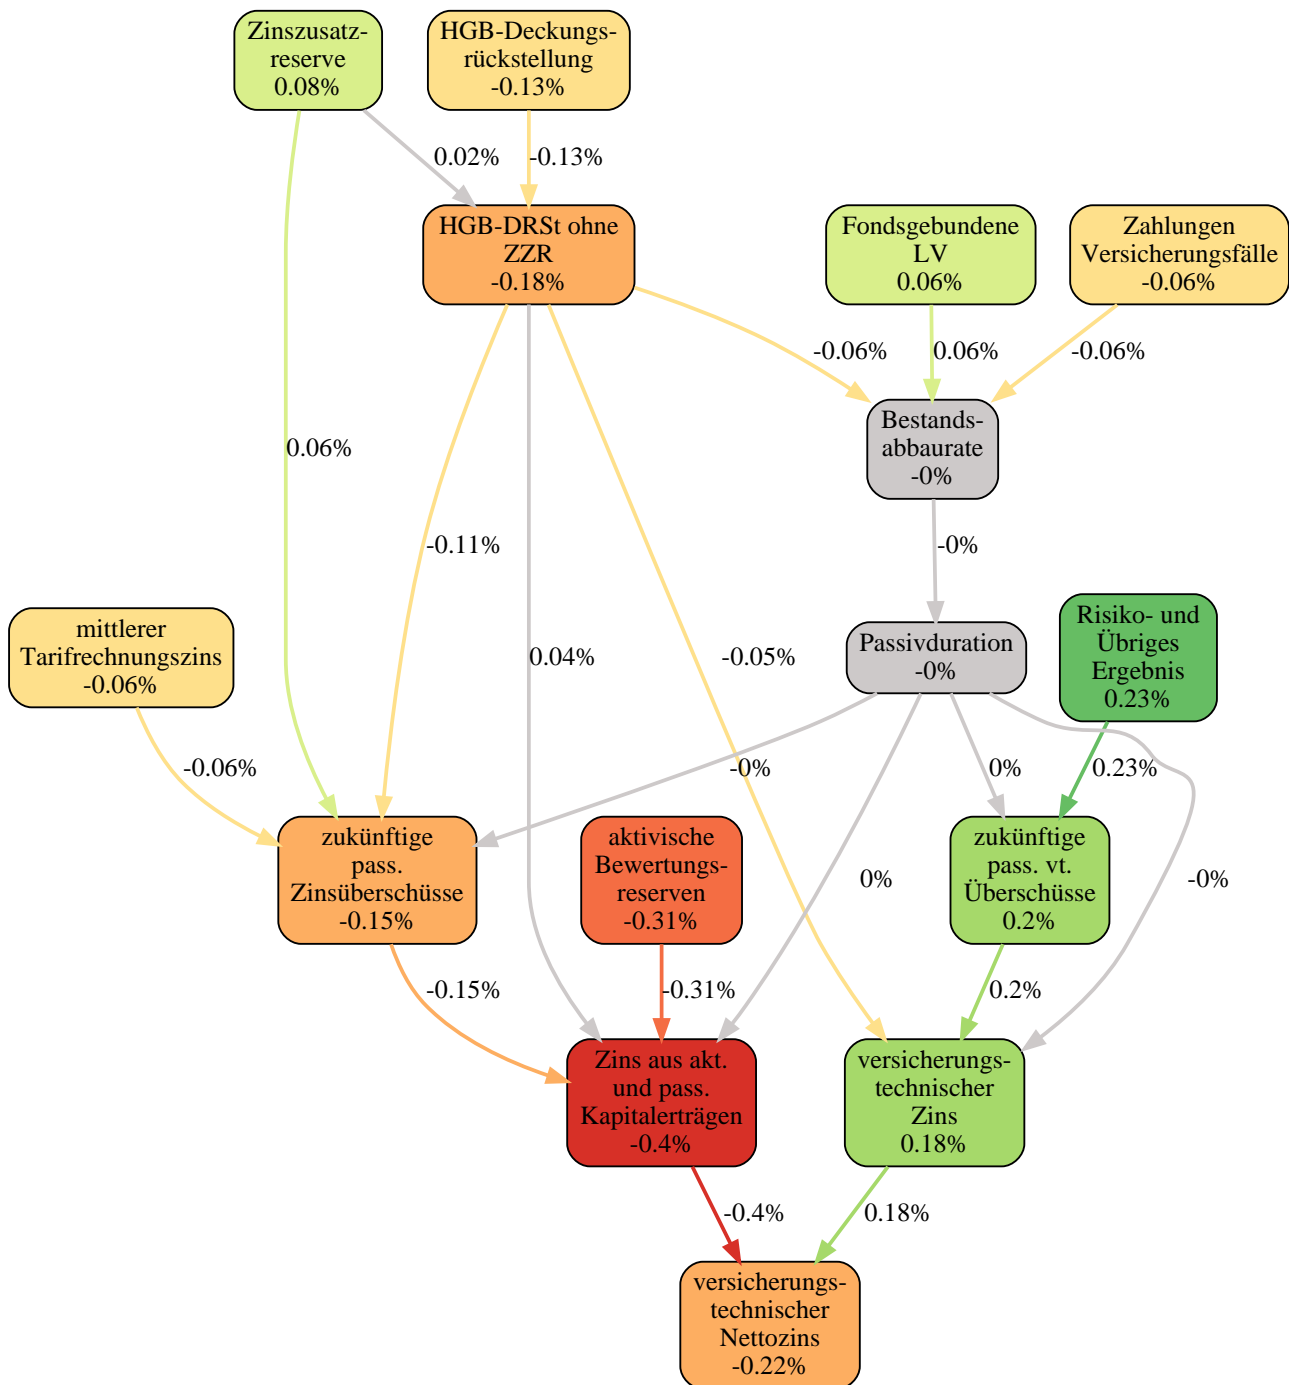 Zinszusatz-
reserve
0.08%
HGB-Deckungs-
rückstellung
-0.13%
0.02%
-0.13%
HGB-DRSt ohne
ZZR
-0.18%
Fondsgebundene
LV
0.06%
Zahlungen
Versicherungsfälle
-0.06%
-0.06%
0.06%
-0.06%
Bestands-
abbaurate
-0%
0.06%
-0.11%
-0%
mittlerer
Tarifrechnungszins
-0.06%
0.04%
-0.05%
Passivduration
-0%
Risiko- und
Übriges
Ergebnis
0.23%
-0.06%
-0%
0%
0.23%
zukünftige
pass.
Zinsüberschüsse
-0.15%
aktivische
Bewertungs-
reserven
-0.31%
0%
zukünftige
pass. vt.
Überschüsse
0.2%
-0%
-0.15%
-0.31%
0.2%
Zins aus akt.
und pass.
Kapitalerträgen
-0.4%
versicherungs-
technischer
Zins
0.18%
-0.4%
0.18%
versicherungs-
technischer
Nettozins
-0.22%